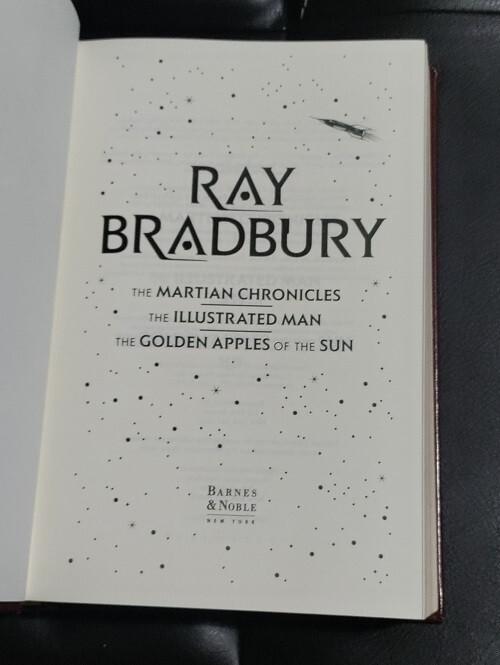 RAY
BRADBURY
THE MARTIAN CHRONICLES
THE ILLUSTRATED MAN
THE GOLDEN APPLES OF THE SUN
BARNES
& NOBLE
NEW YORK